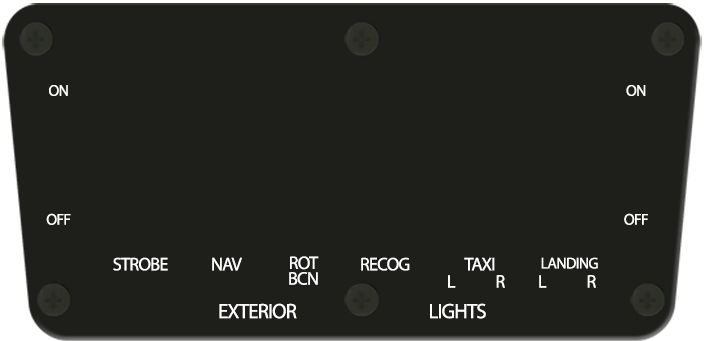 ON ON
OFF OFF
STROBE NAV ROT RECOG TAXI LANDING
BCN
L R L R
EXTERIOR LIGHTS